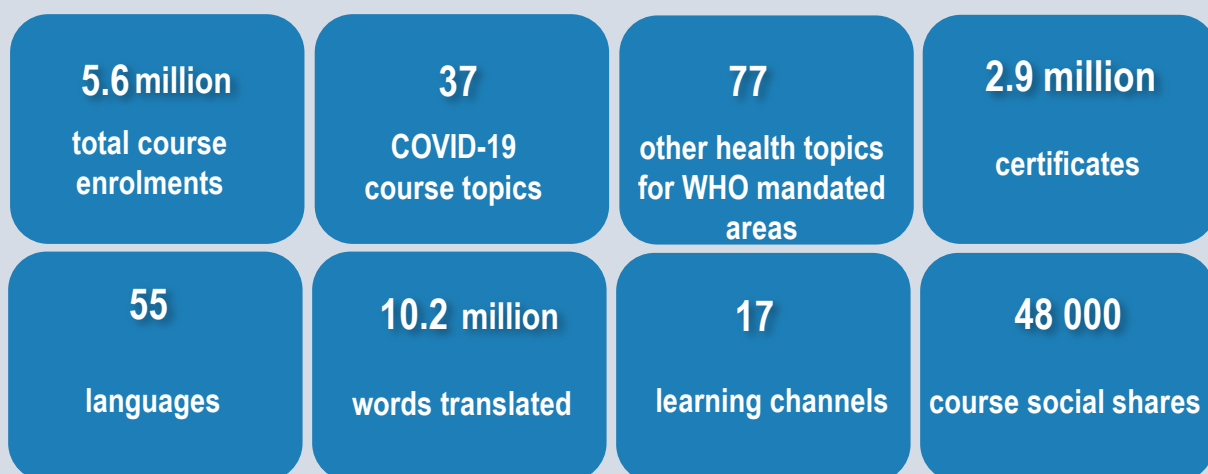 5.6 million
total course
enrolments
37
COVID-19
course topics
77
other health topics
for WHO mandated
areas
2.9 million
certificates
55
languages
10.2 million
words translated
17
learning channels
48 000
course social shares